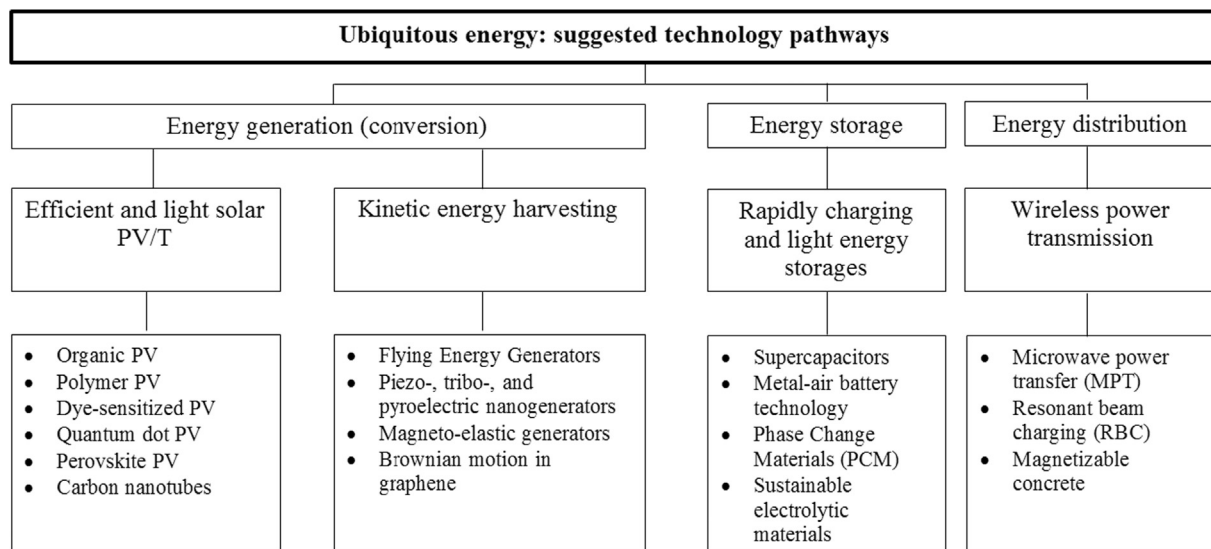 Ubiquitous energy: suggested technology pathways
Energy generation (conversion)
Energy storage
Energy distribution
Efficient and light solar
PV/T
Kinetic energy harvesting
Rapidly charging
and light energy
storages
Wireless power
transmission
• Organic PV
• Polymer PV
• Dye-sensitized PV
• Quantum dot PV
• Perovskite PV
• Carbon nanotubes
• Flying Energy Generators
• Piezo-, tribo-, and
pyroelectric nanogenerators
• Magneto-elastic generators
• Brownian motion in
graphene
• Supercapacitors
• Metal-air battery
technology
• Phase Change
Materials (PCM)
• Sustainable
electrolytic
materials
• Microwave power
transfer (MPT)
• Resonant beam
charging (RBC)
• Magnetizable
concrete